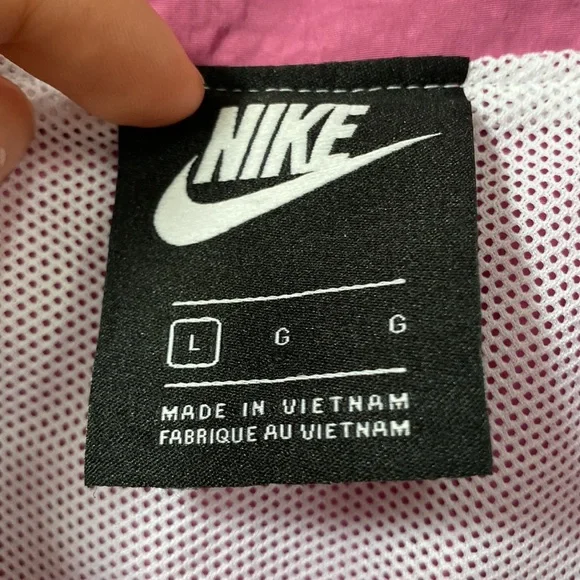 NIKE
L G G
MADE IN VIETNAM
FABRIQUE AU VIETNAM